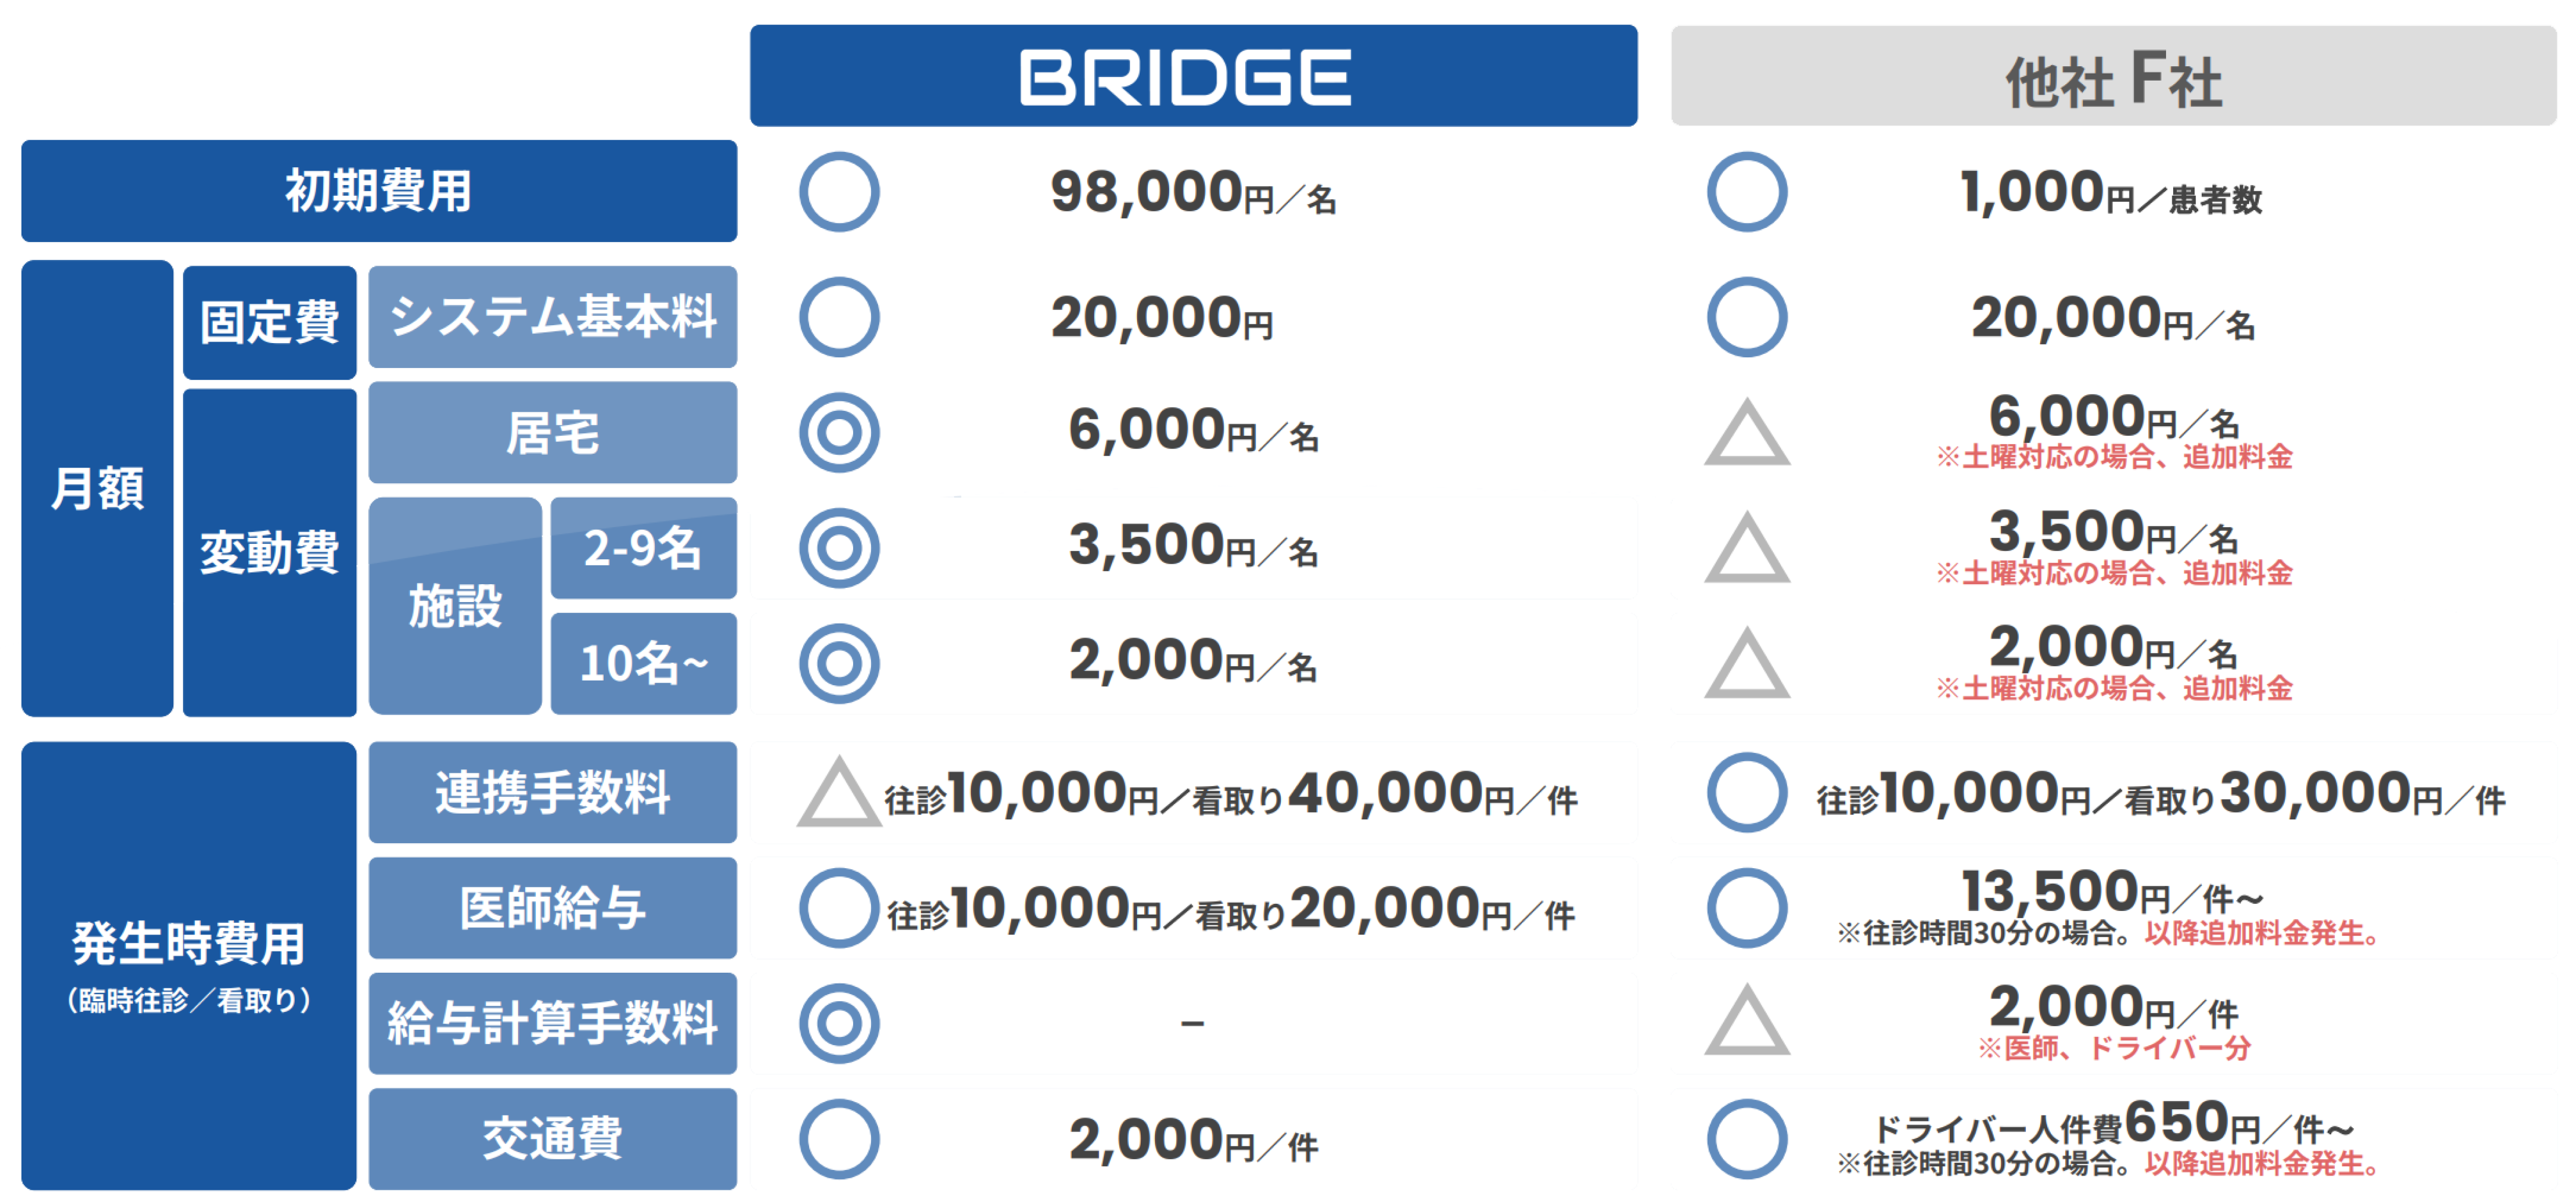 BRIDGE
他社 F社
初期費用
98,000円／名
1,000円／患者数
月額
固定費
システム基本料
20,000円
20,000円／名
変動費
居宅
6,000円／名
6,000円／名
※土曜対応の場合、追加料金
施設
2-9名
3,500円／名
3,500円／名
※土曜対応の場合、追加料金
10名~
2,000円／名
2,000円／名
※土曜対応の場合、追加料金
発生時費用
（臨時往診／看取り）
連携手数料
往診10,000円／看取り40,000円／件
往診10,000円／看取り30,000円／件
医師給与
往診10,000円／看取り20,000円／件
13,500円／件～
※往診時間30分の場合。以降追加料金発生。
給与計算手数料
–
2,000円／件
※医師、ドライバー分
交通費
2,000円／件
ドライバー人件費650円／件～
※往診時間30分の場合。以降追加料金発生。